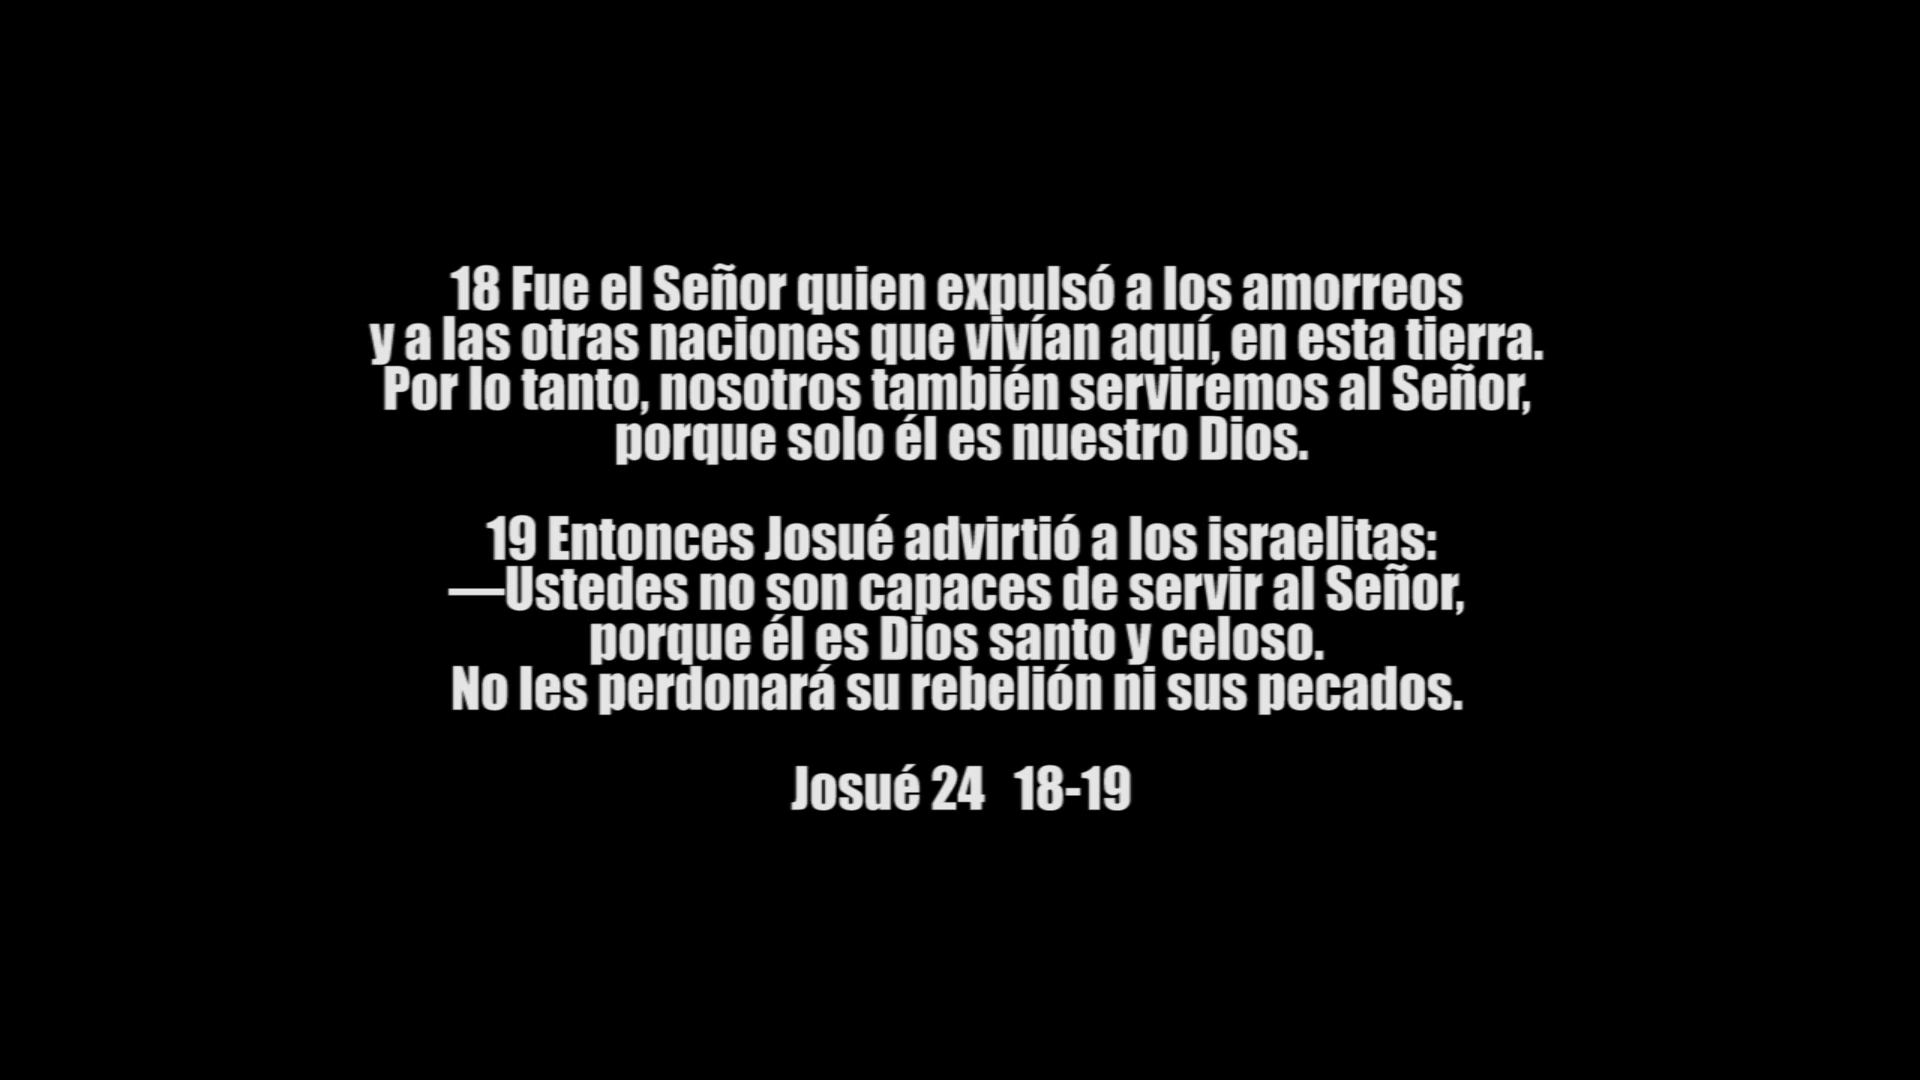 18 Fue el Señor quien expulsó a los amorreos
y a las otras naciones que vivían aquí, en esta tierra.
Por lo tanto, nosotros también serviremos al Señor,
porque solo él es nuestro Dios.
19 Entonces Josué advirtió a los israelitas:
—Ustedes no son capaces de servir al Señor,
porque él es Dios santo y celoso.
No les perdonará su rebelión ni sus pecados.
Josué 24   18-19